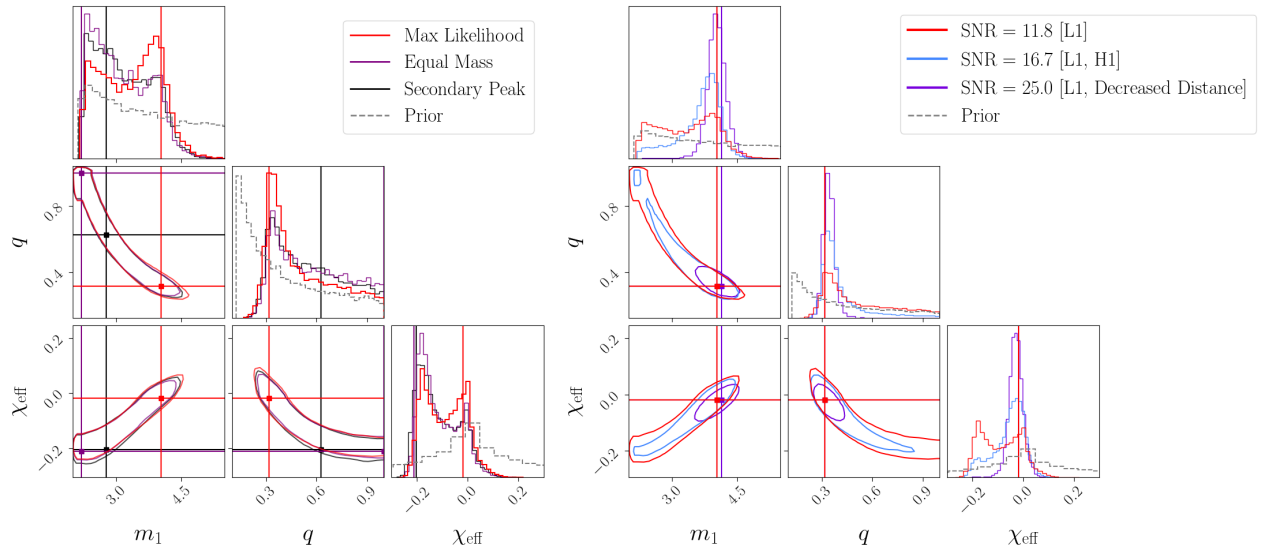 Max Likelihood
Equal Mass
Secondary Peak
Prior
SNR = 11.8 [L1]
SNR = 16.7 [L1, H1]
SNR = 25.0 [L1, Decreased Distance]
Prior
0.8
0.4
q
0.8
0.4
q
0.2
0.0
−0.2
χeff
0.2
0.0
−0.2
χeff
3.0
4.5
m1
0.3
0.6
0.9
q
−0.2
0.0
0.2
χeff
3.0
4.5
m1
0.3
0.6
0.9
q
−0.2
0.0
0.2
χeff